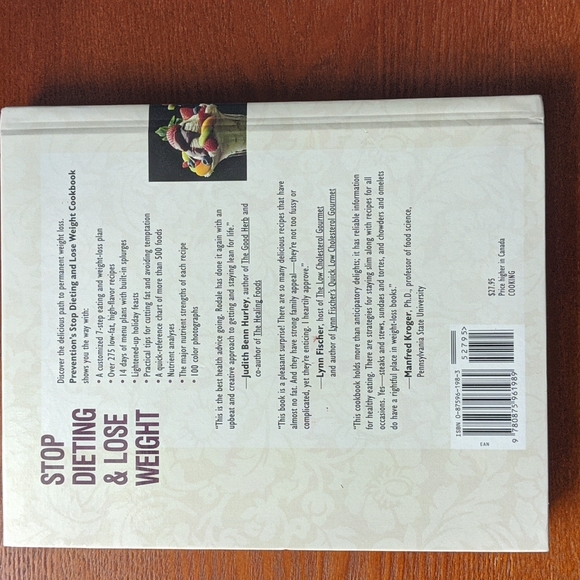 STOP
DIETING
& LOSE
WEIGHT
Discover the delicious path to permanent weight loss.
Prevention's Stop Dieting and Lose Weight Cookbook
shows you the way with:
• A customized 7-step eating and weight-loss plan
• Over 275 low-fat, high-flavor recipes
• 14 days of menu plans with built-in splurges
• Lightened-up holiday feasts
• Practical tips for cutting fat and avoiding temptation
• A quick-reference chart of more than 500 foods
• Nutrient analyses
• The major nutrient strengths of each recipe
• 100 color photographs
"This is the best health advice going. Rodale has done it again with an
upbeat and creative approach to getting and staying lean for life."
—Judith Benn Hurley, author of The Good Herb and
co-author of The Healing Foods
"This book is a pleasant surprise! There are so many delicious recipes that have
almost no fat. And they have strong family appeal—they're not too fussy or
complicated, yet they're enticing. I heartily approve."
—Lynn Fischer, host of The Low Cholesterol Gourmet
and author of Lynn Fischer's Quick Low Cholesterol Gourmet
"This cookbook holds more than anticipatory delights; it has reliable information
for healthy eating. There are strategies for staying slim along with recipes for all
occasions. Yes—steaks and stews, sundaes and tortes, and chowders and omelets
do have a rightful place in weight-loss books."
—Manfred Kroger, Ph.D., professor of food science,
Pennsylvania State University
ISBN 0-87596-198-3
52795>
EAN
9 780875 961989
$27.95
Price higher in Canada
COOKING